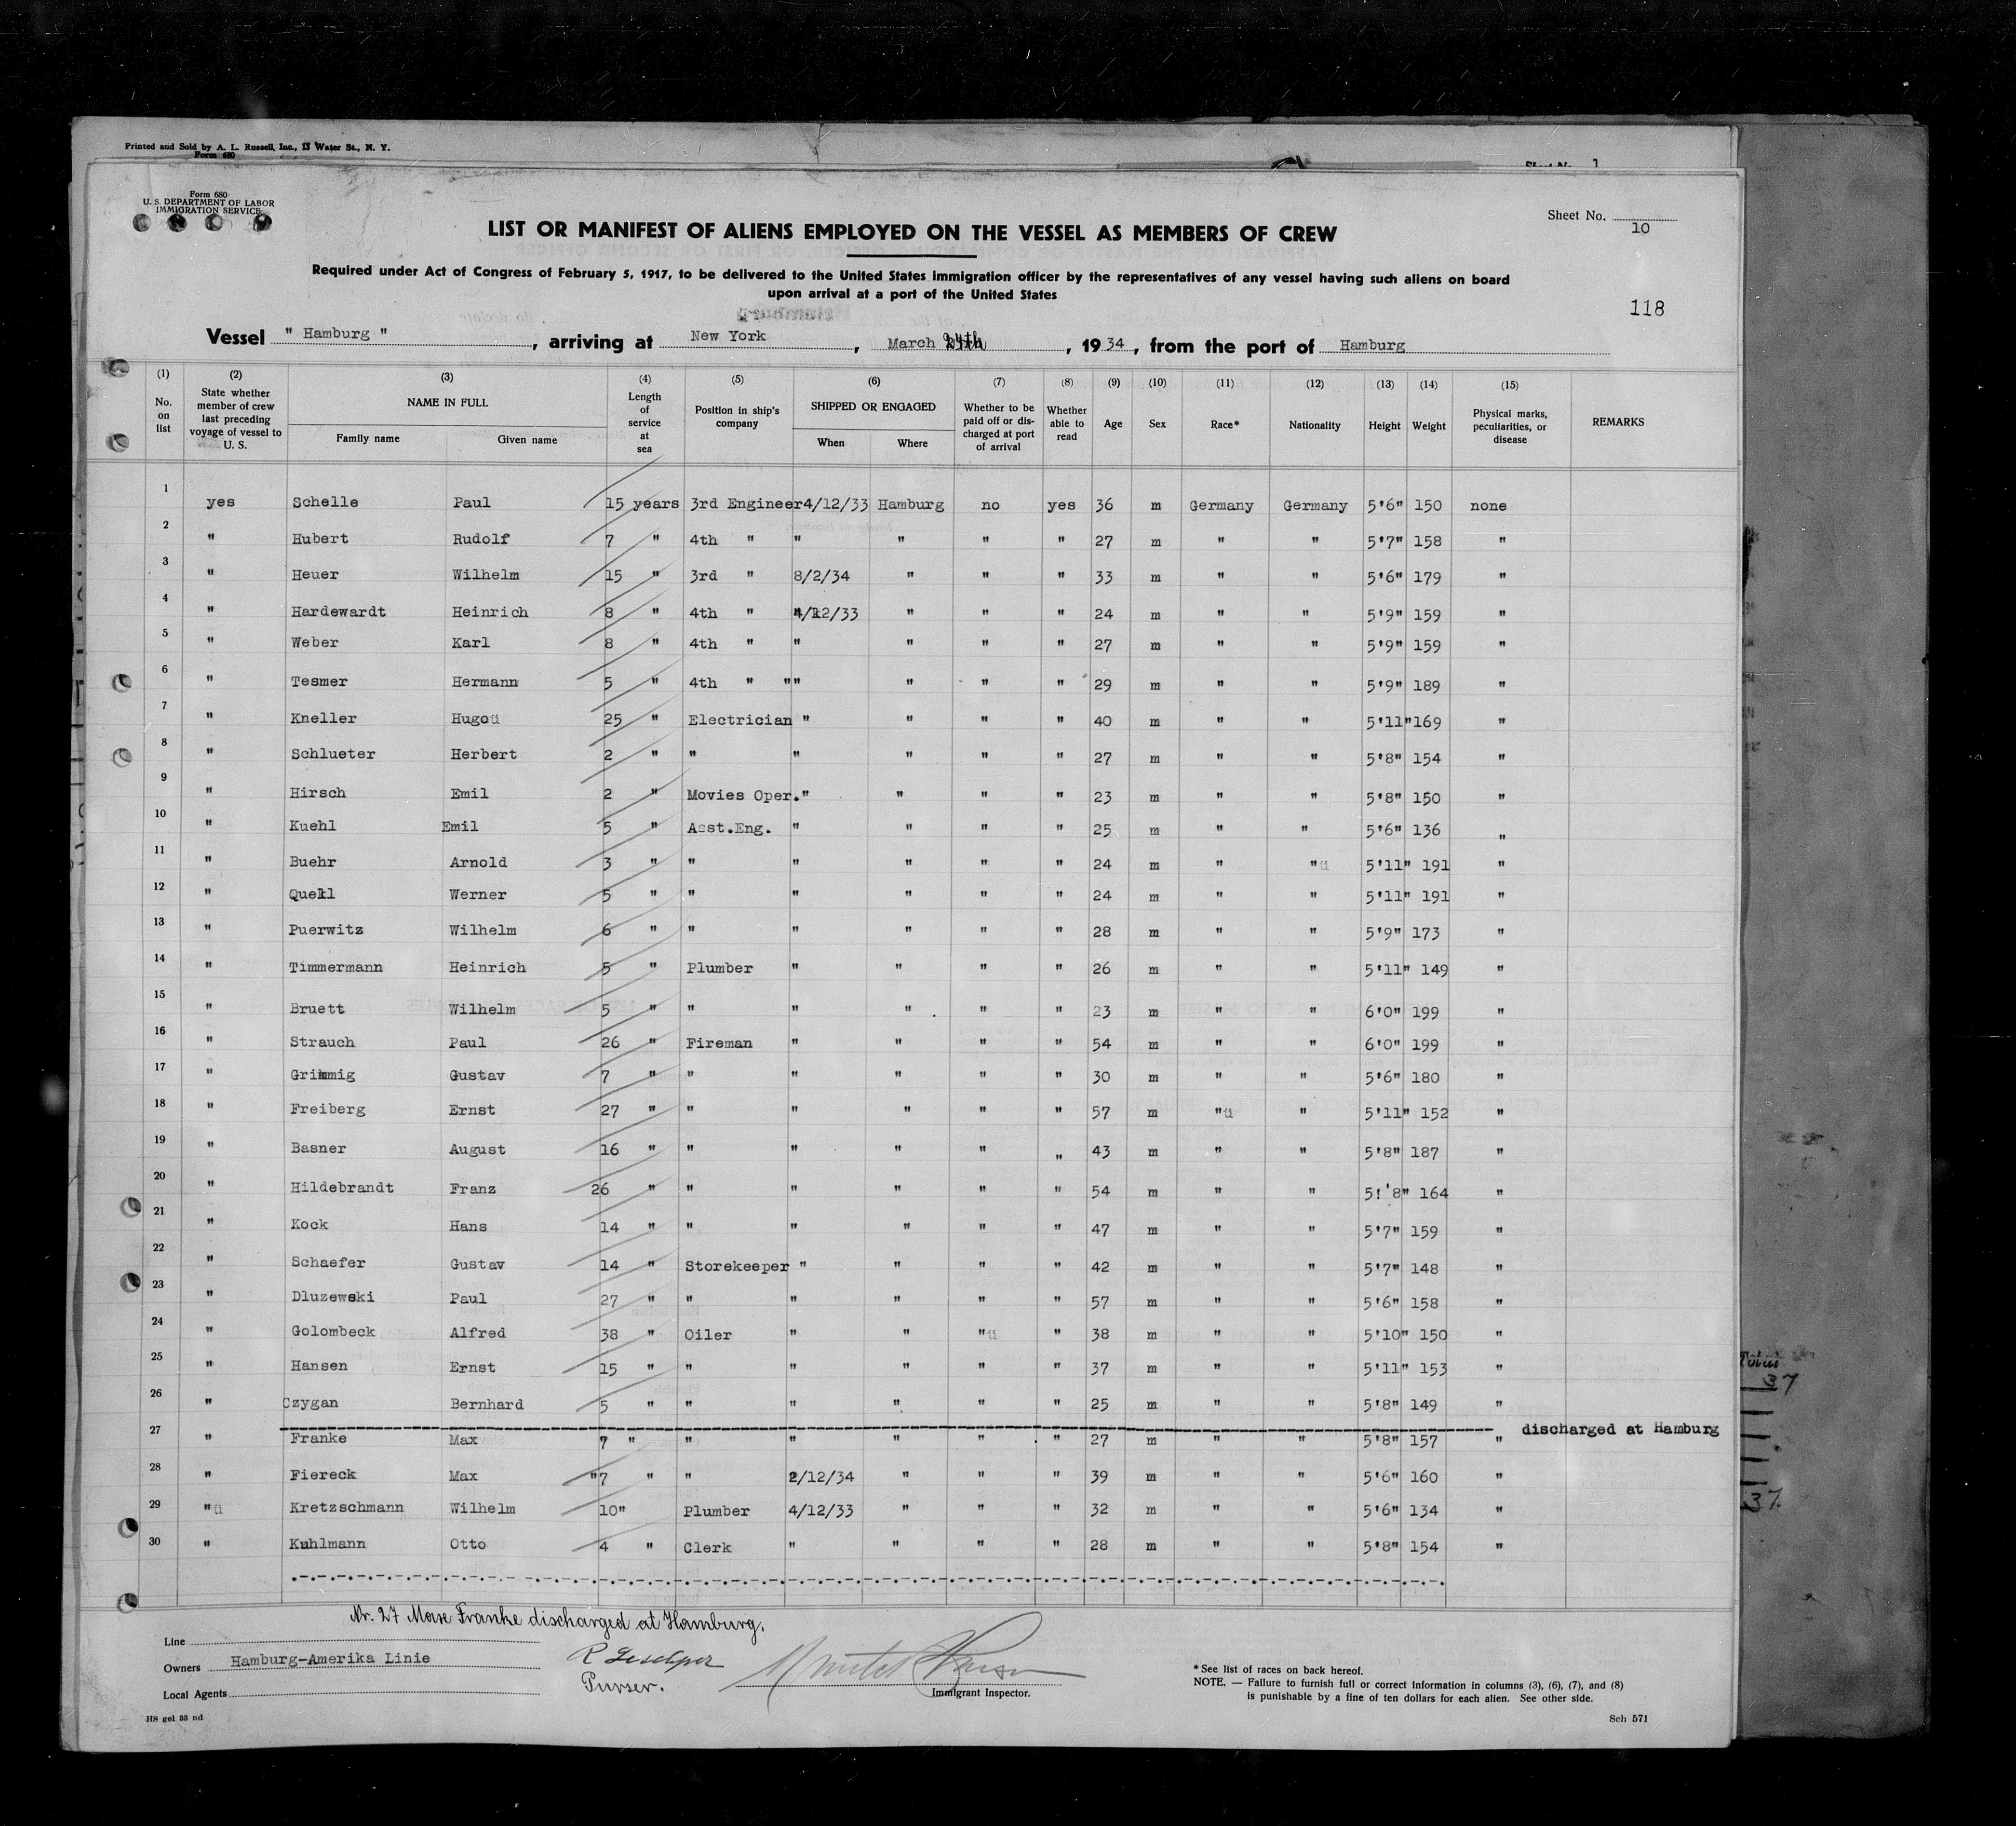 Printed and Sold by A. L. Russell, Inc., 13 Water St., N. Y.
Form 680
Sheet No. 1
Form 680
U. S. DEPARTMENT OF LABOR
IMMIGRATION SERVICE
Sheet No.
10
LIST OR MANIFEST OF ALIENS EMPLOYED ON THE VESSEL AS MEMBERS OF CREW
Required under Act of Congress of February 5, 1917, to be delivered to the United States immigration officer by the representatives of any vessel having such aliens on board
upon arrival at a port of the United States
118
Vessel " Hamburg " , arriving at New York , March 24th , 1934 , from the port of Hamburg
(1) (2) (3) (4) (5) (6) (7) (8) (9) (10) (11) (12) (13) (14) (15)
No. on list State whether member of crew last preceding voyage of vessel to U. S. NAME IN FULL Family name Given name Length of service at sea Position in ship's company SHIPPED OR ENGAGED When Where Whether to be paid off or discharged at port of arrival Whether able to read Age Sex Race* Nationality Height Weight Physical marks, peculiarities, or disease REMARKS
1 yes Schelle Paul 15 years 3rd Engineer 4/12/33 Hamburg no yes 36 m Germany Germany 5'6" 150 none
2 " Hubert Rudolf 7 " 4th " " " " " 27 m " " 5'7" 158 "
3 " Heuer Wilhelm 15 " 3rd " 8/2/34 " " " 33 m " " 5'6" 179 "
4 " Hardewardt Heinrich 8 " 4th " 4/12/33 " " " 24 m " " 5'9" 159 "
5 " Weber Karl 8 " 4th " " " " " 27 m " " 5'9" 159 "
6 " Tesmer Hermann 5 " 4th " "" " " " 29 m " " 5'9" 189 "
7 " Kneller Hugo 25 " Electrician " " " " 40 m " " 5'11" 169 "
8 " Schlueter Herbert 2 " " " " " " 27 m " " 5'8" 154 "
9 " Hirsch Emil 2 " Movies Oper. " " " " 23 m " " 5'8" 150 "
10 " Kuehl Emil 5 " Asst.Eng. " " " " 25 m " " 5'6" 136 "
11 " Buehr Arnold 3 " " " " " " 24 m " " 5'11" 191 "
12 " Quell Werner 5 " " " " " " 24 m " " 5'11" 191 "
13 " Puerwitz Wilhelm 6 " " " " " " 28 m " " 5'9" 173 "
14 " Timmermann Heinrich 5 " Plumber " " " " 26 m " " 5'11" 149 "
15 " Bruett Wilhelm 5 " " " " " " 23 m " " 6'0" 199 "
16 " Strauch Paul 26 " Fireman " " " " 54 m " " 6'0" 199 "
17 " Grimmig Gustav 7 " " " " " " 30 m " " 5'6" 180 "
18 " Freiberg Ernst 27 " " " " " " 57 m " " 5'11" 152 "
19 " Basner August 16 " " " " " " 43 m " " 5'8" 187 "
20 " Hildebrandt Franz 26 " " " " " " 54 m " " 5!'8" 164 "
21 " Kock Hans 14 " " " " " " 47 m " " 5'7" 159 "
22 " Schaefer Gustav 14 " Storekeeper " " " " 42 m " " 5'7" 148 "
23 " Dluzewski Paul 27 " " " " " " 57 m " " 5'6" 158 "
24 " Golombeck Alfred 38 " Oiler " " " " 38 m " " 5'10" 150 "
25 " Hansen Ernst 15 " " " " " " 37 m " " 5'11" 153 "
26 " Czygan Bernhard 5 " " " " " " 25 m " " 5'8" 149 "
27 " Franke Max 7 " " " " " " 27 m " " 5'8" 157 " discharged at Hamburg
28 " Fiereck Max "7 " " 2/12/34 " " " 39 m " " 5'6" 160 "
29 " Kretzschmann Wilhelm 10" Plumber 4/12/33 " " " 32 m " " 5'6" 134 "
30 " Kuhlmann Otto 4 " Clerk " " " " 28 m " " 5'8" 154 "
Total
37
37
Nr. 27 Max Franke discharged at Hamburg.
Line
Owners Hamburg-Amerika Linie
Local Agents
Purser.
Immigrant Inspector.
*See list of races on back hereof.
NOTE. — Failure to furnish full or correct information in columns (3), (6), (7), and (8)
is punishable by a fine of ten dollars for each alien. See other side.
HS gel 33 nd
Sch 571